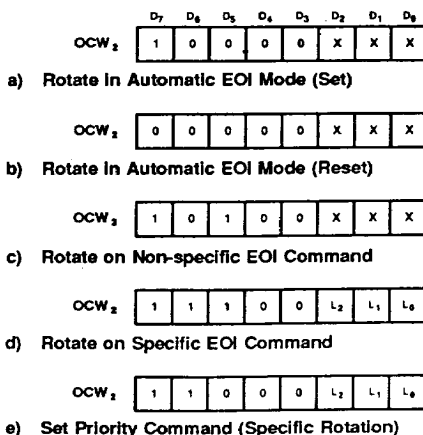 D₇ D₆ D₅ D₄ D₃ D₂ D₁ D₀
OCW₂ 1 0 0 0 0 X X X
a) Rotate in Automatic EOI Mode (Set)
OCW₂ 0 0 0 0 0 X X X
b) Rotate in Automatic EOI Mode (Reset)
OCW₂ 1 0 1 0 0 X X X
c) Rotate on Non-specific EOI Command
OCW₂ 1 1 1 0 0 L₂ L₁ L₀
d) Rotate on Specific EOI Command
OCW₂ 1 1 0 0 0 L₂ L₁ L₀
e) Set Priority Command (Specific Rotation)